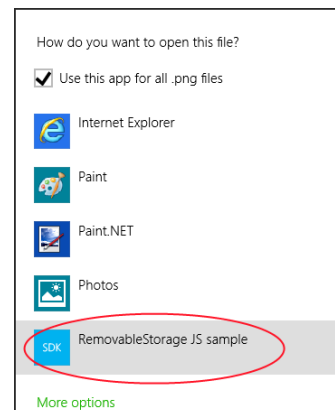 How do you want to open this file?
Use this app for all .png files
Internet Explorer
Paint
Paint.NET
Photos
SDK RemovableStorage JS sample
More options